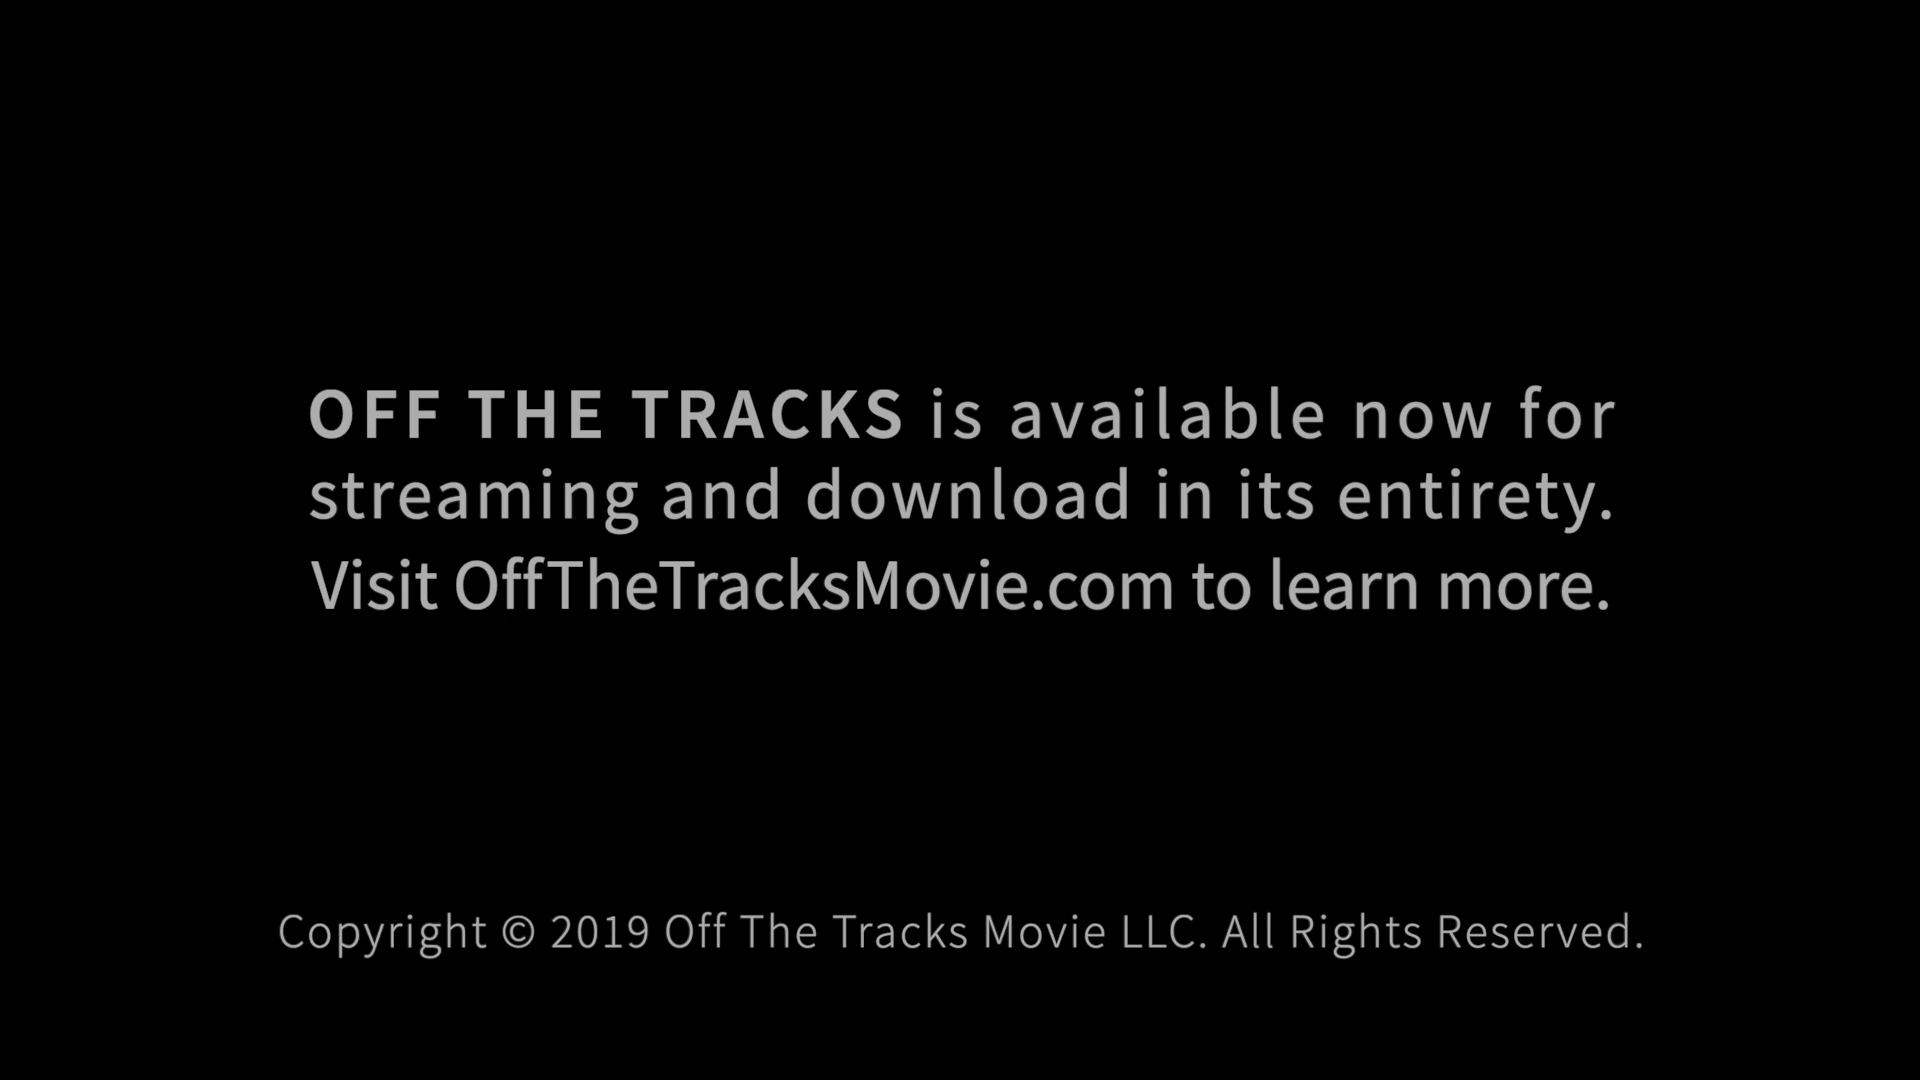 OFF THE TRACKS is available now for
streaming and download in its entirety.
Visit OffTheTracksMovie.com to learn more.
Copyright © 2019 Off The Tracks Movie LLC. All Rights Reserved.